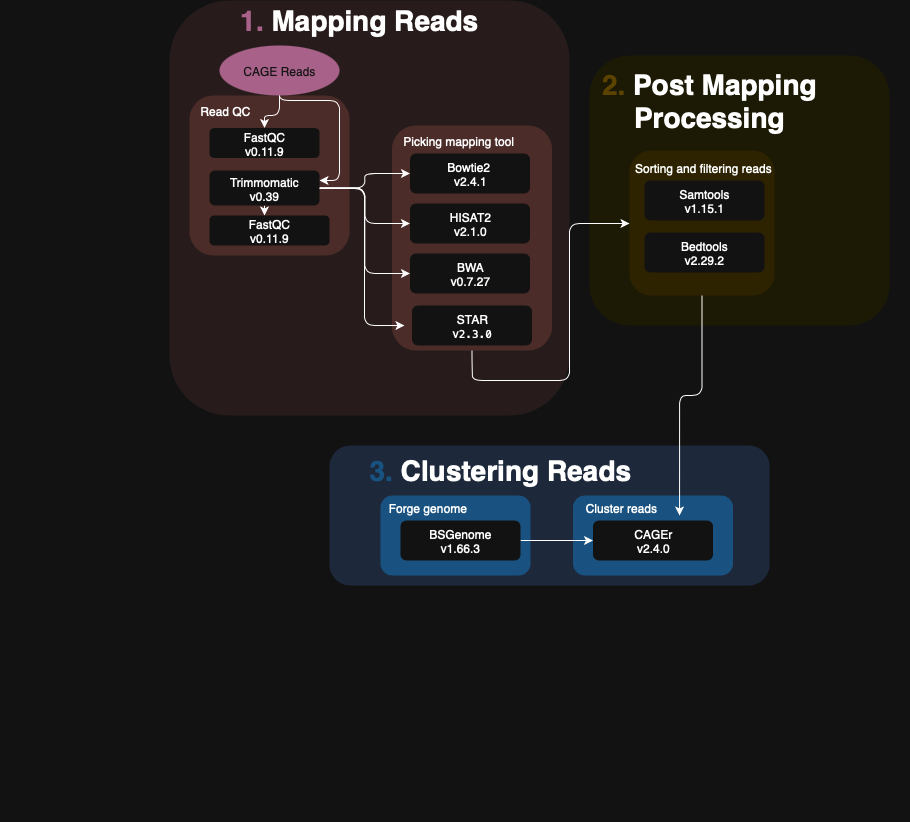 1. Mapping Reads
CAGE Reads
Read QC
FastQC
v0.11.9
Trimmomatic
v0.39
FastQC
v0.11.9
Picking mapping tool
Bowtie2
v2.4.1
HISAT2
v2.1.0
BWA
v0.7.27
STAR
v2.3.0
2. Post Mapping
Processing
Sorting and filtering reads
Samtools
v1.15.1
Bedtools
v2.29.2
3. Clustering Reads
Forge genome
BSGenome
v1.66.3
Cluster reads
CAGEr
v2.4.0